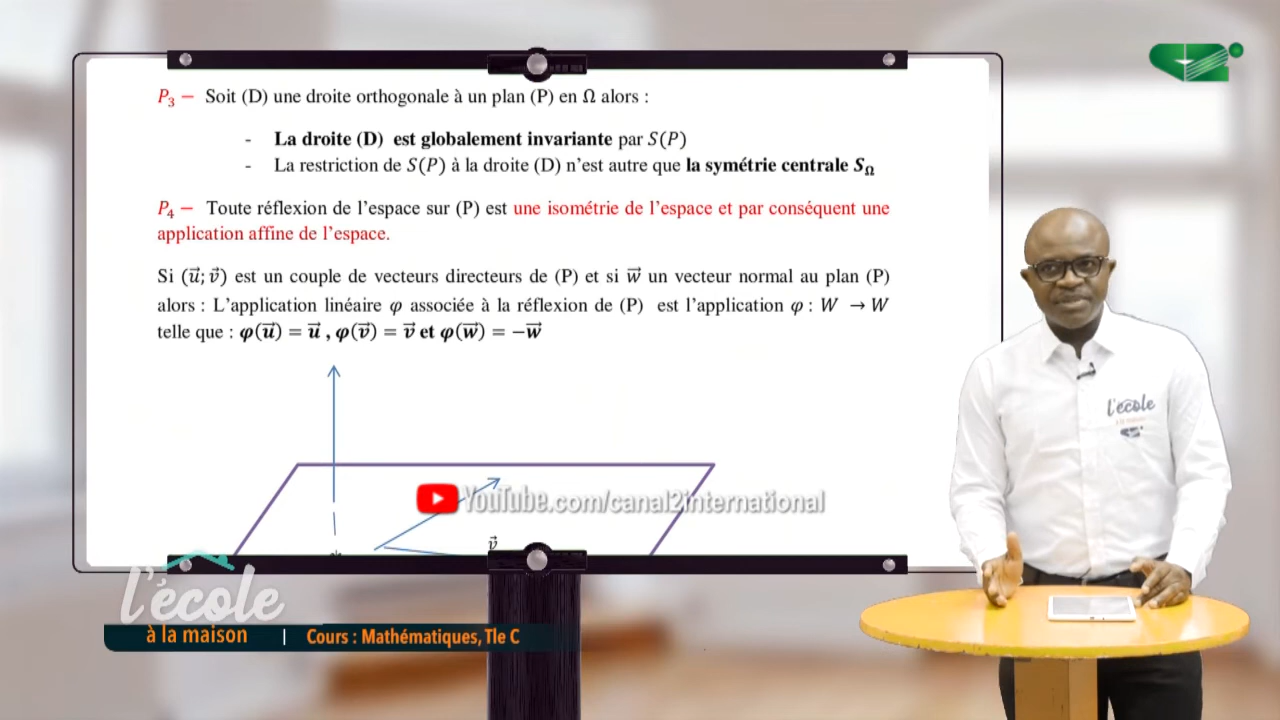 P₃ – Soit (D) une droite orthogonale à un plan (P) en Ω alors :
- La droite (D) est globalement invariante par S(P)
- La restriction de S(P) à la droite (D) n'est autre que la symétrie centrale S_Ω
P₄ – Toute réflexion de l'espace sur (P) est une isométrie de l'espace et par conséquent une
application affine de l'espace.
Si (u⃗; v⃗) est un couple de vecteurs directeurs de (P) et si w⃗ un vecteur normal au plan (P)
alors : L'application linéaire φ associée à la réflexion de (P) est l'application φ : W → W
telle que : φ(u⃗) = u⃗ , φ(v⃗) = v⃗ et φ(w⃗) = −w⃗
YouTube.com/canal2international
v⃗
l'école
à la maison
l'école
à la maison | Cours : Mathématiques, Tle C